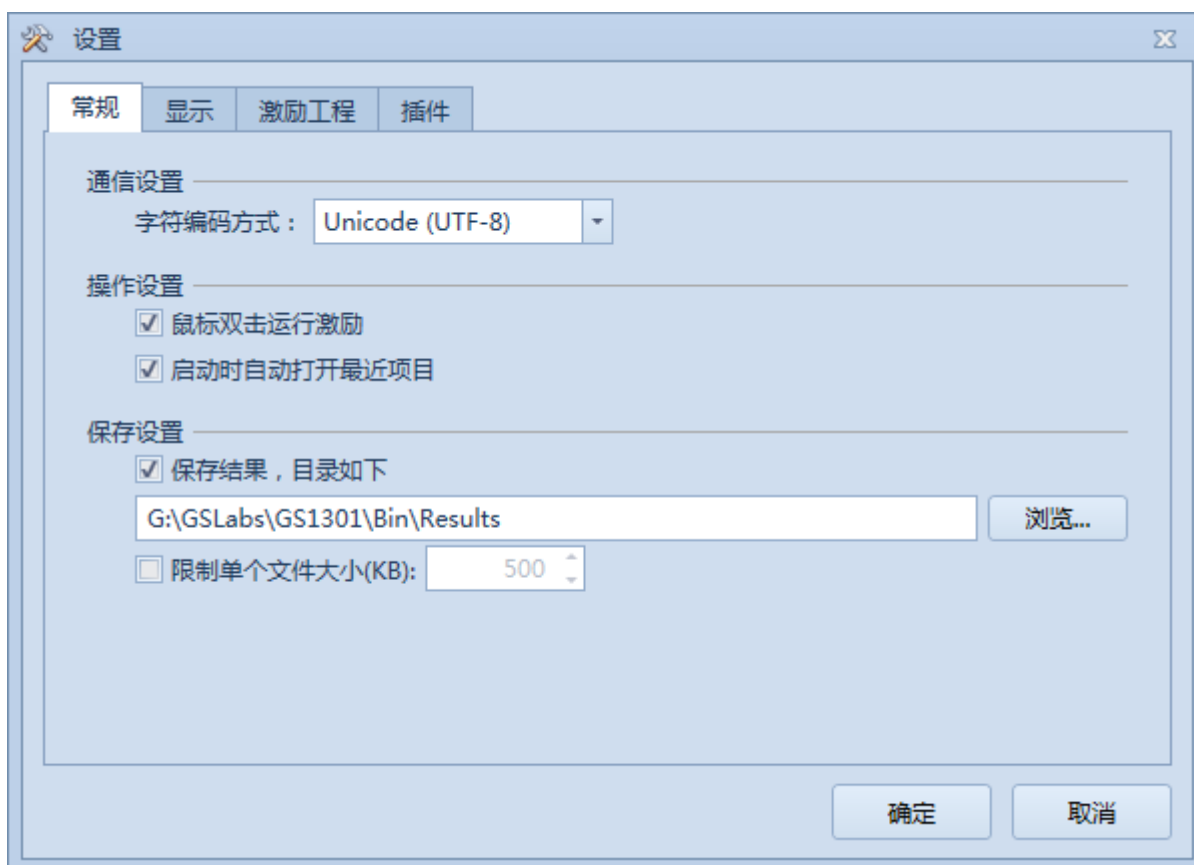 设置
常规 显示 激励工程 插件
通信设置
字符编码方式： Unicode (UTF-8)
操作设置
鼠标双击运行激励
启动时自动打开最近项目
保存设置
保存结果，目录如下
G:\GSLabs\GS1301\Bin\Results 浏览...
限制单个文件大小(KB): 500
确定 取消